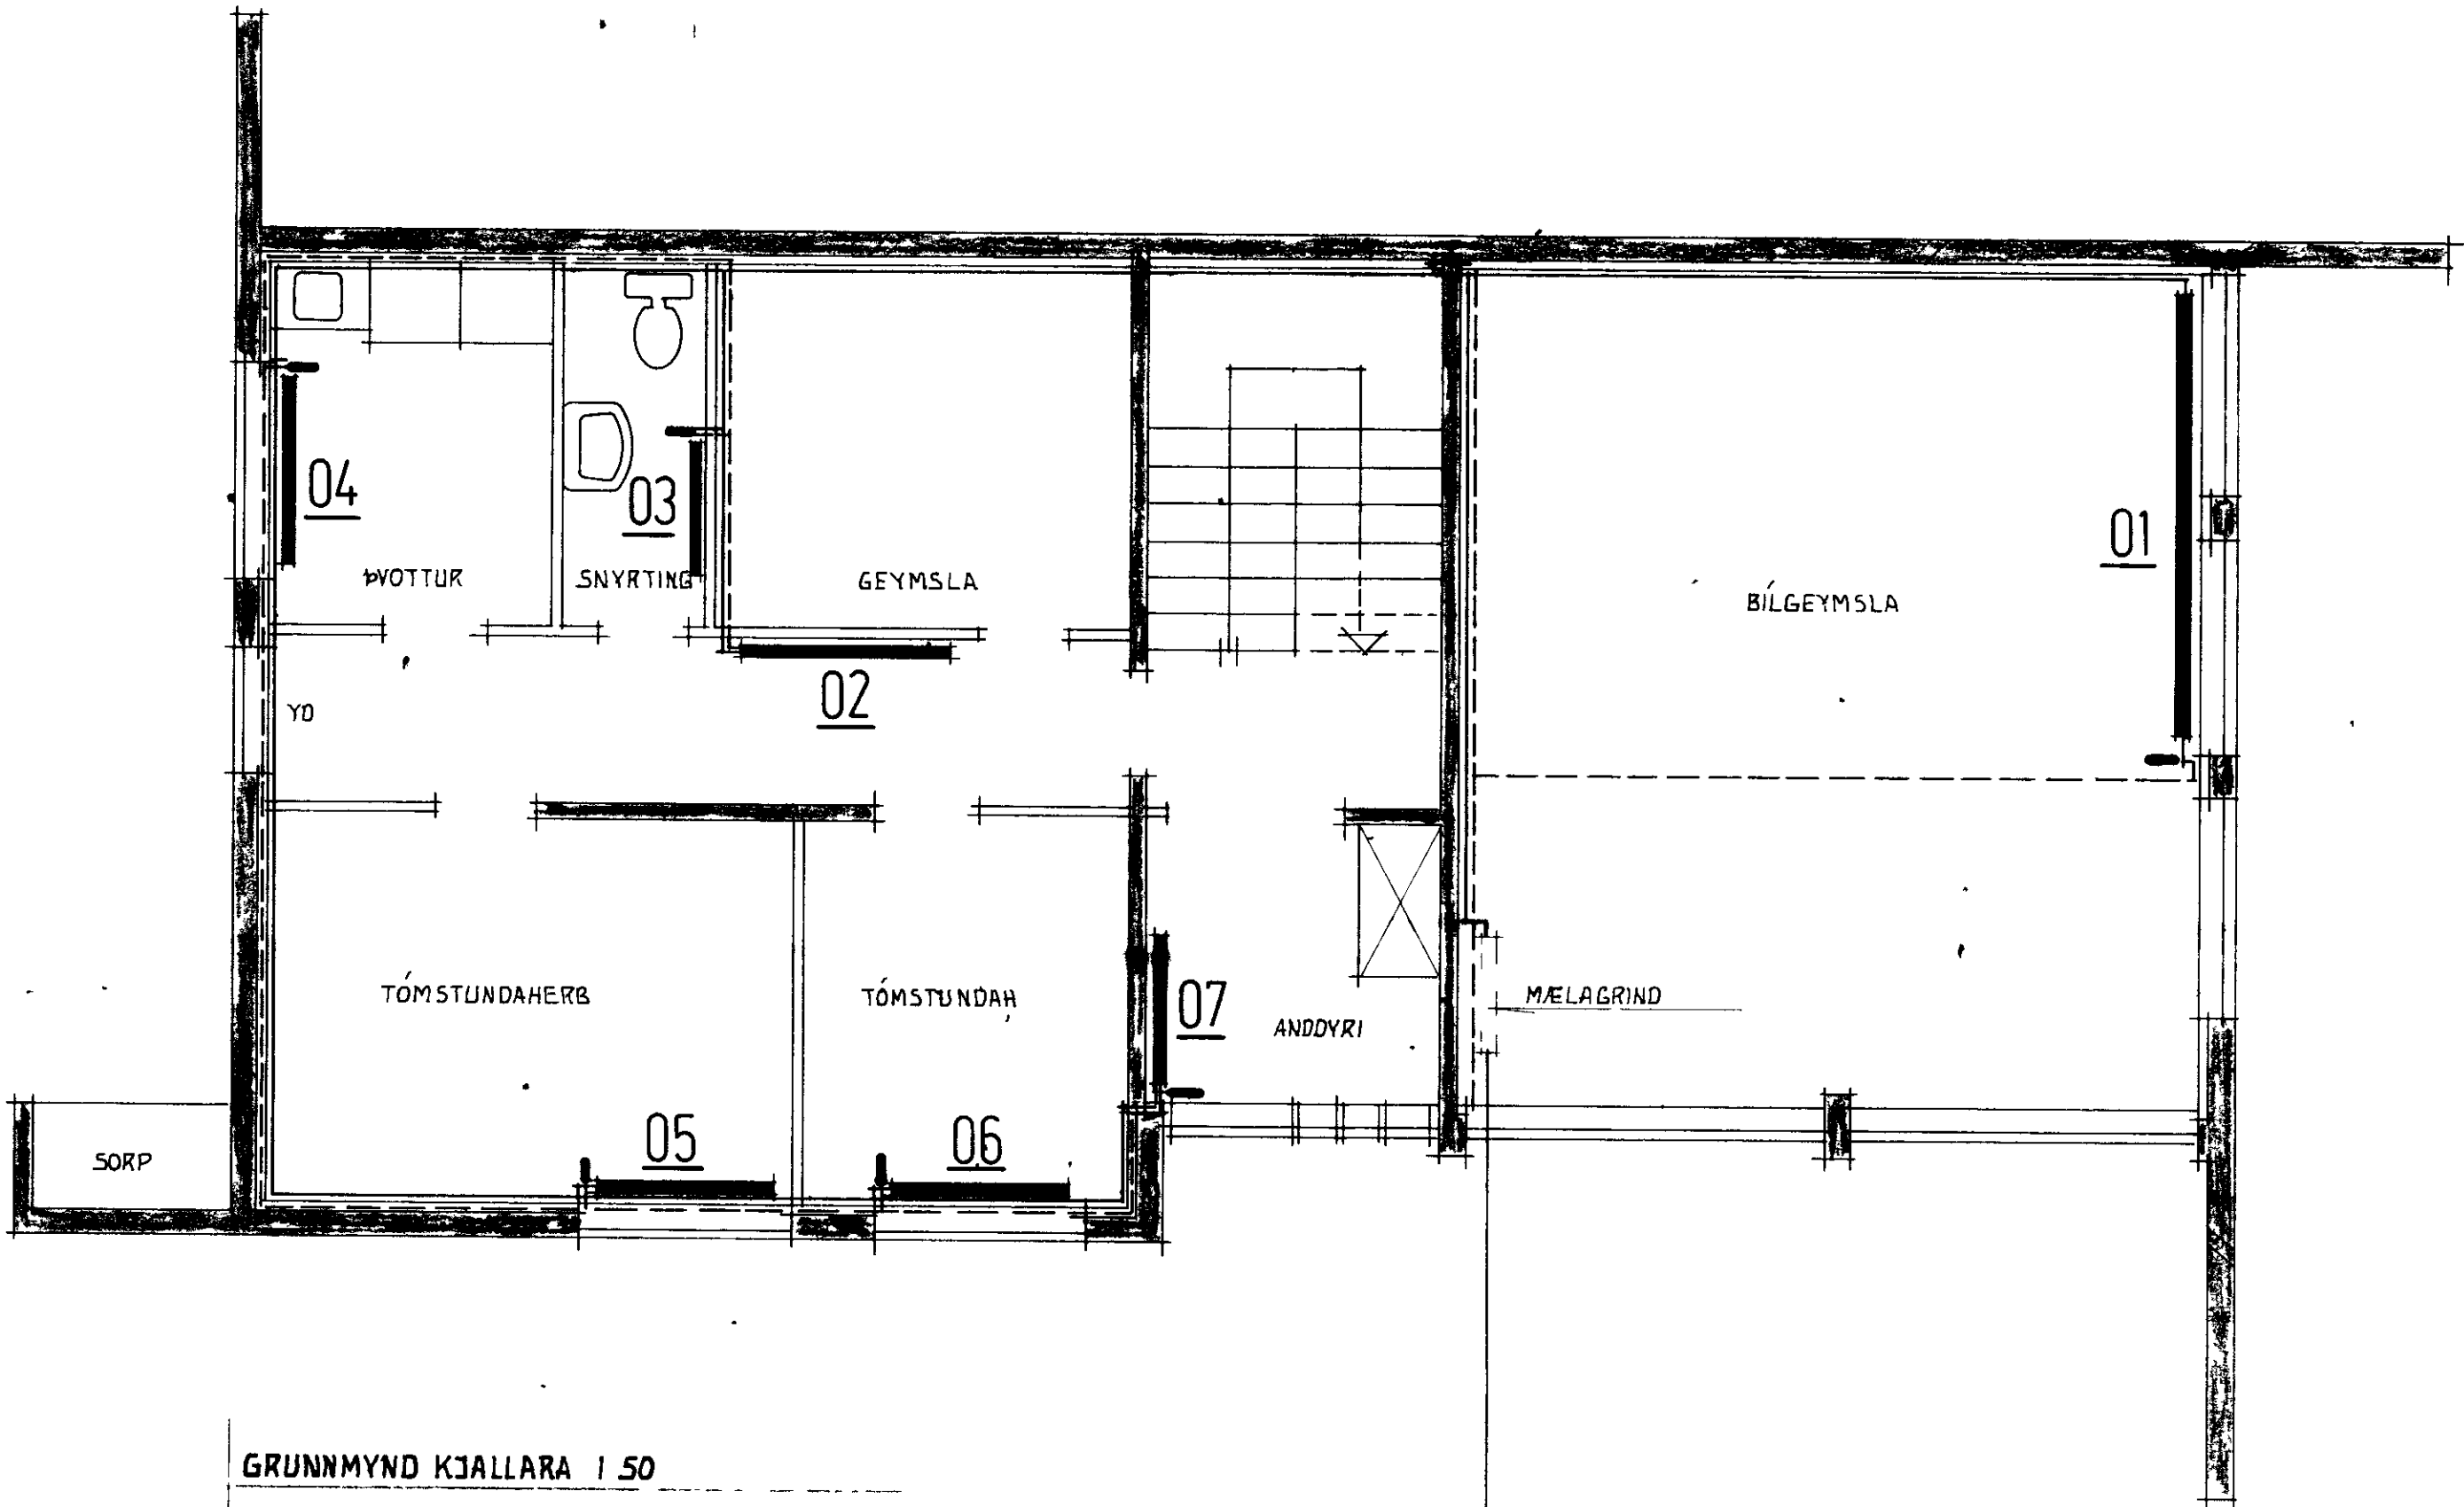 04
03
01
ÞVOTTUR
SNYRTING
GEYMSLA
BÍLGEYMSLA
02
YD
TÓMSTUNDAHERB
TÓMSTUNDAH
07
ANDDYRI
MÆLAGRIND
05
06
SORP
GRUNNMYND KJALLARA 1 50